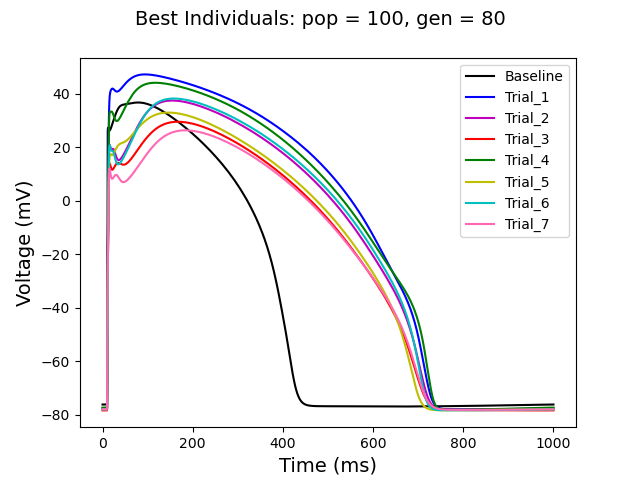 Best Individuals: pop = 100, gen = 80
Baseline
Trial_1
Trial_2
Trial_3
Trial_4
Trial_5
Trial_6
Trial_7
Voltage (mV)
40
20
0
−20
−40
−60
−80
0 200 400 600 800 1000
Time (ms)